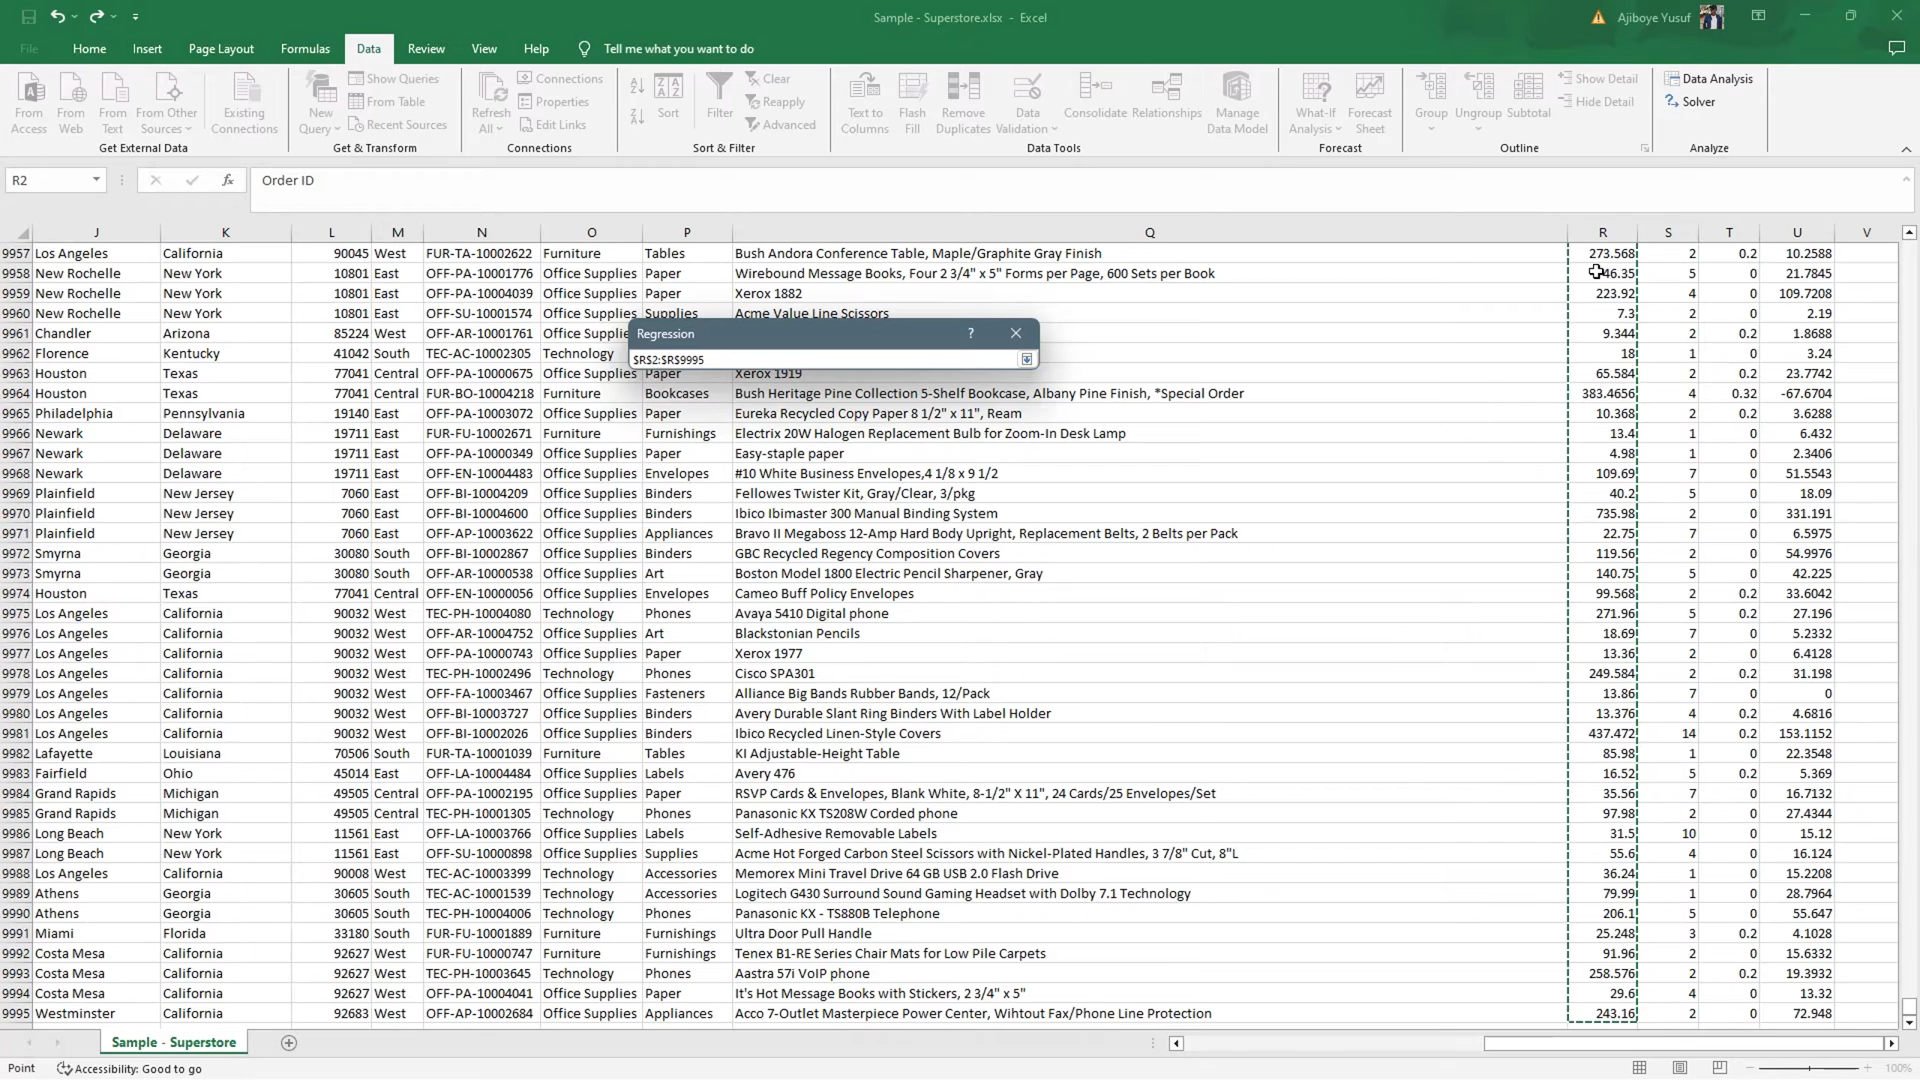 Sample - Superstore.xlsx - Excel
Ajiboye Yusuf
File Home Insert Page Layout Formulas Data Review View Help Tell me what you want to do
From Access From Web From Text From Other Sources Existing Connections
Get External Data
New Query Show Queries From Table Recent Sources
Get & Transform
Refresh All Connections Properties Edit Links
Connections
Sort Filter Clear Reapply Advanced
Sort & Filter
Text to Columns Flash Fill Remove Duplicates Data Validation Consolidate Relationships Manage Data Model
Data Tools
What-If Analysis Forecast Sheet
Forecast
Group Ungroup Subtotal Show Detail Hide Detail
Outline
Data Analysis Solver
Analyze
R2 fx Order ID
J K L M N O P Q R S T U V
9957 Los Angeles California 90045 West FUR-TA-10002622 Furniture Tables Bush Andora Conference Table, Maple/Graphite Gray Finish 273.568 2 0.2 10.2588
9958 New Rochelle New York 10801 East OFF-PA-10001776 Office Supplies Paper Wirebound Message Books, Four 2 3/4" x 5" Forms per Page, 600 Sets per Book 46.35 5 0 21.7845
9959 New Rochelle New York 10801 East OFF-PA-10004039 Office Supplies Paper Xerox 1882 223.92 4 0 109.7208
9960 New Rochelle New York 10801 East OFF-SU-10001574 Office Supplies Supplies Acme Value Line Scissors 7.3 2 0 2.19
9961 Chandler Arizona 85224 West OFF-AR-10001761 Office Supplie 9.344 2 0.2 1.8688
9962 Florence Kentucky 41042 South TEC-AC-10002305 Technology 18 1 0 3.24
9963 Houston Texas 77041 Central OFF-PA-10000675 Office Supplies Paper Xerox 1919 65.584 2 0.2 23.7742
Regression ?
$R$2:$R$9995
9964 Houston Texas 77041 Central FUR-BO-10004218 Furniture Bookcases Bush Heritage Pine Collection 5-Shelf Bookcase, Albany Pine Finish, *Special Order 383.4656 4 0.32 -67.6704
9965 Philadelphia Pennsylvania 19140 East OFF-PA-10003072 Office Supplies Paper Eureka Recycled Copy Paper 8 1/2" x 11", Ream 10.368 2 0.2 3.6288
9966 Newark Delaware 19711 East FUR-FU-10002671 Furniture Furnishings Electrix 20W Halogen Replacement Bulb for Zoom-In Desk Lamp 13.4 1 0 6.432
9967 Newark Delaware 19711 East OFF-PA-10000349 Office Supplies Paper Easy-staple paper 4.98 1 0 2.3406
9968 Newark Delaware 19711 East OFF-EN-10004483 Office Supplies Envelopes #10 White Business Envelopes,4 1/8 x 9 1/2 109.69 7 0 51.5543
9969 Plainfield New Jersey 7060 East OFF-BI-10004209 Office Supplies Binders Fellowes Twister Kit, Gray/Clear, 3/pkg 40.2 5 0 18.09
9970 Plainfield New Jersey 7060 East OFF-BI-10004600 Office Supplies Binders Ibico Ibimaster 300 Manual Binding System 735.98 2 0 331.191
9971 Plainfield New Jersey 7060 East OFF-AP-10003622 Office Supplies Appliances Bravo II Megaboss 12-Amp Hard Body Upright, Replacement Belts, 2 Belts per Pack 22.75 7 0 6.5975
9972 Smyrna Georgia 30080 South OFF-BI-10002867 Office Supplies Binders GBC Recycled Regency Composition Covers 119.56 2 0 54.9976
9973 Smyrna Georgia 30080 South OFF-AR-10000538 Office Supplies Art Boston Model 1800 Electric Pencil Sharpener, Gray 140.75 5 0 42.225
9974 Houston Texas 77041 Central OFF-EN-10000056 Office Supplies Envelopes Cameo Buff Policy Envelopes 99.568 2 0.2 33.6042
9975 Los Angeles California 90032 West TEC-PH-10004080 Technology Phones Avaya 5410 Digital phone 271.96 5 0.2 27.196
9976 Los Angeles California 90032 West OFF-AR-10004752 Office Supplies Art Blackstonian Pencils 18.69 7 0 5.2332
9977 Los Angeles California 90032 West OFF-PA-10000743 Office Supplies Paper Xerox 1977 13.36 2 0 6.4128
9978 Los Angeles California 90032 West TEC-PH-10002496 Technology Phones Cisco SPA301 249.584 2 0.2 31.198
9979 Los Angeles California 90032 West OFF-FA-10003467 Office Supplies Fasteners Alliance Big Bands Rubber Bands, 12/Pack 13.86 7 0 0
9980 Los Angeles California 90032 West OFF-BI-10003727 Office Supplies Binders Avery Durable Slant Ring Binders With Label Holder 13.376 4 0.2 4.6816
9981 Los Angeles California 90032 West OFF-BI-10002026 Office Supplies Binders Ibico Recycled Linen-Style Covers 437.472 14 0.2 153.1152
9982 Lafayette Louisiana 70506 South FUR-TA-10001039 Furniture Tables KI Adjustable-Height Table 85.98 1 0 22.3548
9983 Fairfield Ohio 45014 East OFF-LA-10004484 Office Supplies Labels Avery 476 16.52 5 0.2 5.369
9984 Grand Rapids Michigan 49505 Central OFF-PA-10002195 Office Supplies Paper RSVP Cards & Envelopes, Blank White, 8-1/2" X 11", 24 Cards/25 Envelopes/Set 35.56 7 0 16.7132
9985 Grand Rapids Michigan 49505 Central TEC-PH-10001305 Technology Phones Panasonic KX TS208W Corded phone 97.98 2 0 27.4344
9986 Long Beach New York 11561 East OFF-LA-10003766 Office Supplies Labels Self-Adhesive Removable Labels 31.5 10 0 15.12
9987 Long Beach New York 11561 East OFF-SU-10000898 Office Supplies Supplies Acme Hot Forged Carbon Steel Scissors with Nickel-Plated Handles, 3 7/8" Cut, 8"L 55.6 4 0 16.124
9988 Los Angeles California 90008 West TEC-AC-10003399 Technology Accessories Memorex Mini Travel Drive 64 GB USB 2.0 Flash Drive 36.24 1 0 15.2208
9989 Athens Georgia 30605 South TEC-AC-10001539 Technology Accessories Logitech G430 Surround Sound Gaming Headset with Dolby 7.1 Technology 79.99 1 0 28.7964
9990 Athens Georgia 30605 South TEC-PH-10004006 Technology Phones Panasonic KX - TS880B Telephone 206.1 5 0 55.647
9991 Miami Florida 33180 South FUR-FU-10001889 Furniture Furnishings Ultra Door Pull Handle 25.248 3 0.2 4.1028
9992 Costa Mesa California 92627 West FUR-FU-10000747 Furniture Furnishings Tenex B1-RE Series Chair Mats for Low Pile Carpets 91.96 2 0 15.6332
9993 Costa Mesa California 92627 West TEC-PH-10003645 Technology Phones Aastra 57i VoIP phone 258.576 2 0.2 19.3932
9994 Costa Mesa California 92627 West OFF-PA-10004041 Office Supplies Paper It's Hot Message Books with Stickers, 2 3/4" x 5" 29.6 4 0 13.32
9995 Westminster California 92683 West OFF-AP-10002684 Office Supplies Appliances Acco 7-Outlet Masterpiece Power Center, Wihtout Fax/Phone Line Protection 243.16 2 0 72.948
Sample - Superstore
Point Accessibility: Good to go 100%